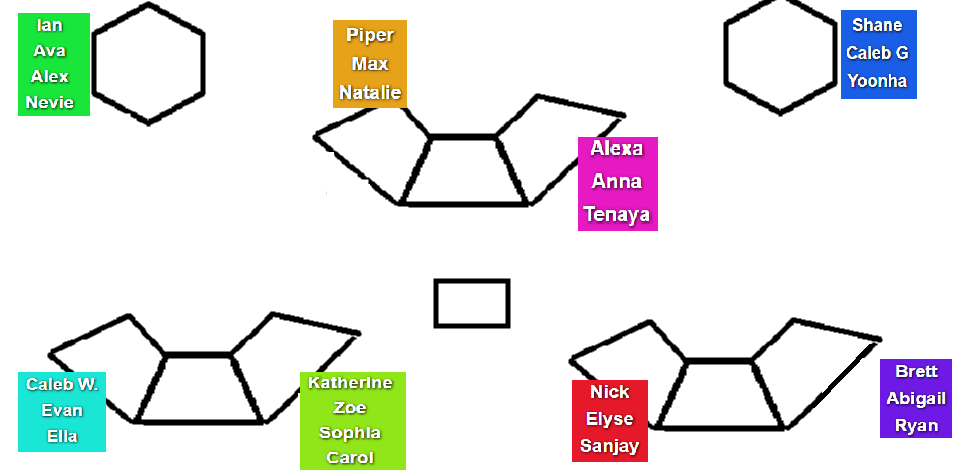 Ian
Ava
Alex
Nevie
Piper
Max
Natalie
Shane
Caleb G
Yoonha
Alexa
Anna
Tenaya
Caleb W.
Evan
Ella
Katherine
Zoe
Sophia
Carol
Nick
Elyse
Sanjay
Brett
Abigail
Ryan